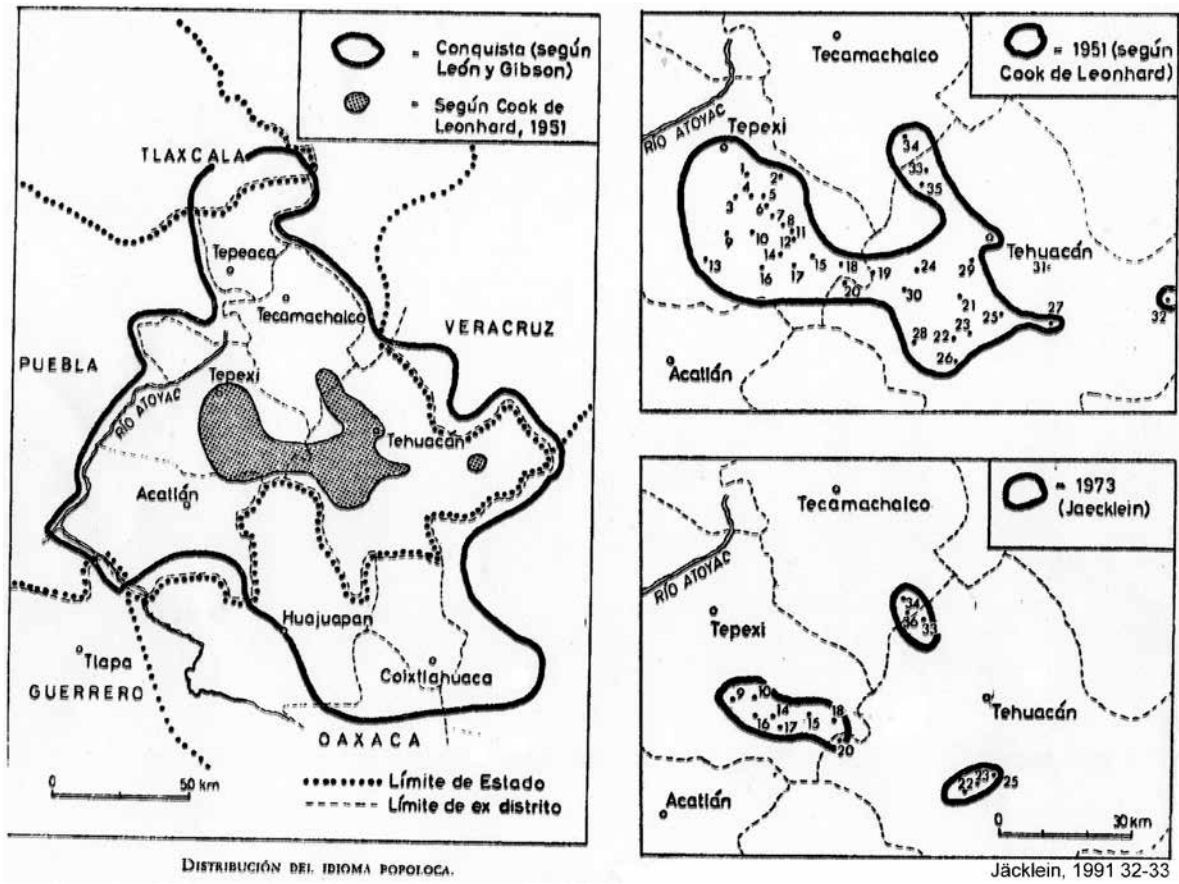 = Conquista (según
León y Gibson)
= Según Cook de
Leonhard, 1951
TLAXCALA
Tepeaca
Tecamachalco
VERACRUZ
PUEBLA
Tepexi
RÍO ATOYAC
Tehuacán
Acatlán
Huajuapan
Tlapa
Coixtlahuaca
GUERRERO
OAXACA
0 50 km
Límite de Estado
Límite de ex distrito
DISTRIBUCIÓN DEL IDIOMA POPOLOCA.
= 1951 (según
Cook de Leonhard)
Tecamachalco
RÍO ATOYAC
Tepexi
34
33
35
1 2
4 5
3 6 7 8
9 10 11
12
14
13 15 18 19 24 29
16 17
20 30
Tehuacán
31
21
25 27 32
28 22 23
26
Acatlán
= 1973
(Jaecklein)
Tecamachalco
RÍO ATOYAC
Tepexi
34
36 33
9 10
14 15 18
16 17
20
Tehuacán
22 23 25
Acatlán
0 30 km
Jäcklein, 1991 32-33